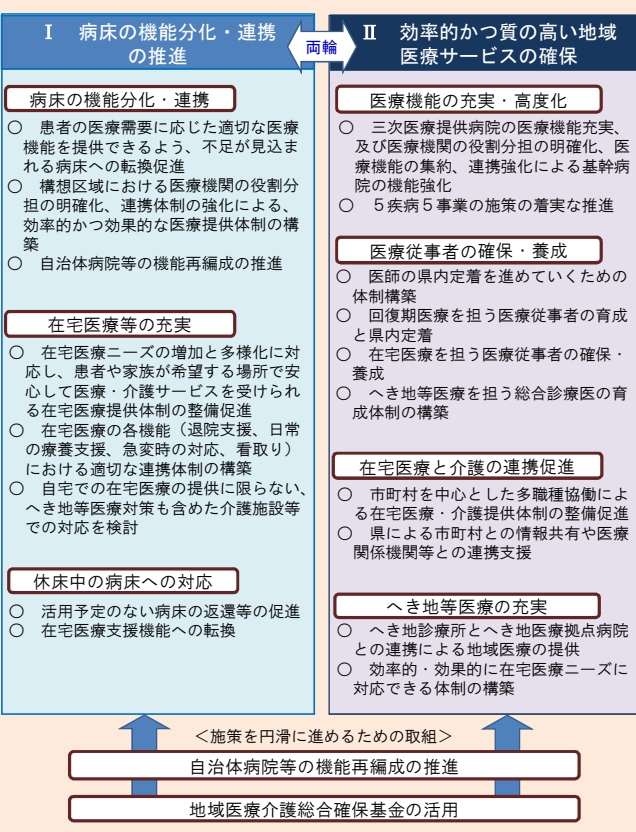 Ⅰ　病床の機能分化・連携
の推進
両輪
Ⅱ　効率的かつ質の高い地域
医療サービスの確保
病床の機能分化・連携
○　患者の医療需要に応じた適切な医療
機能を提供できるよう、不足が見込ま
れる病床への転換促進
○　構想区域における医療機関の役割分
担の明確化、連携体制の強化による、
効率的かつ効果的な医療提供体制の構
築
○　自治体病院等の機能再編成の推進
在宅医療等の充実
○　在宅医療ニーズの増加と多様化に対
応し、患者や家族が希望する場所で安
心して医療・介護サービスを受けられ
る在宅医療提供体制の整備促進
○　在宅医療の各機能（退院支援、日常
の療養支援、急変時の対応、看取り）
における適切な連携体制の構築
○　自宅での在宅医療の提供に限らない、
へき地等医療対策も含めた介護施設等
での対応を検討
休床中の病床への対応
○　活用予定のない病床の返還等の促進
○　在宅医療支援機能への転換
医療機能の充実・高度化
○　三次医療提供病院の医療機能充実、
及び医療機関の役割分担の明確化、医
療機能の集約、連携強化による基幹病
院の機能強化
○　５疾病５事業の施策の着実な推進
医療従事者の確保・養成
○　医師の県内定着を進めていくための
体制構築
○　回復期医療を担う医療従事者の育成
と県内定着
○　在宅医療を担う医療従事者の確保・
養成
○　へき地等医療を担う総合診療医の育
成体制の構築
在宅医療と介護の連携促進
○　市町村を中心とした多職種協働によ
る在宅医療・介護提供体制の整備促進
○　県による市町村との情報共有や医療
関係機関等との連携支援
へき地等医療の充実
○　へき地診療所とへき地医療拠点病院
との連携による地域医療の提供
○　効率的・効果的に在宅医療ニーズに
対応できる体制の構築
＜施策を円滑に進めるための取組＞
自治体病院等の機能再編成の推進
地域医療介護総合確保基金の活用